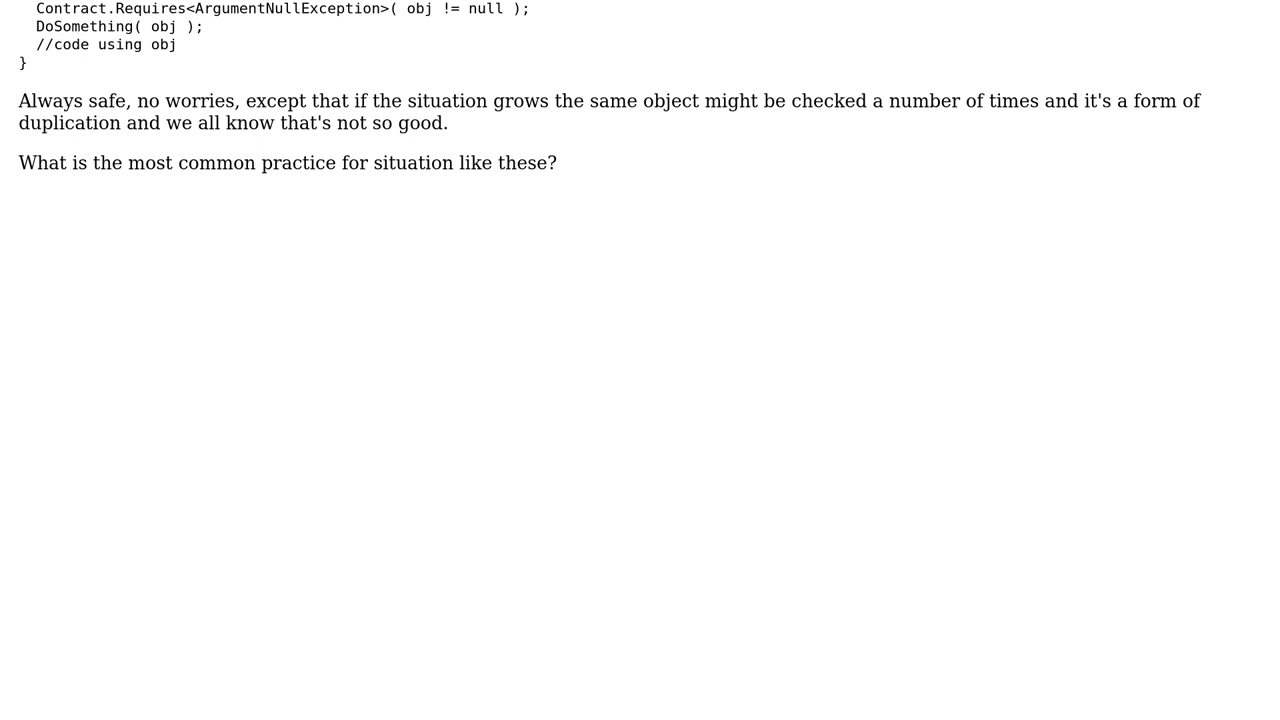 Contract.Requires<ArgumentNullException>( obj != null );
DoSomething( obj );
//code using obj
}
Always safe, no worries, except that if the situation grows the same object might be checked a number of times and it's a form of
duplication and we all know that's not so good.
What is the most common practice for situation like these?